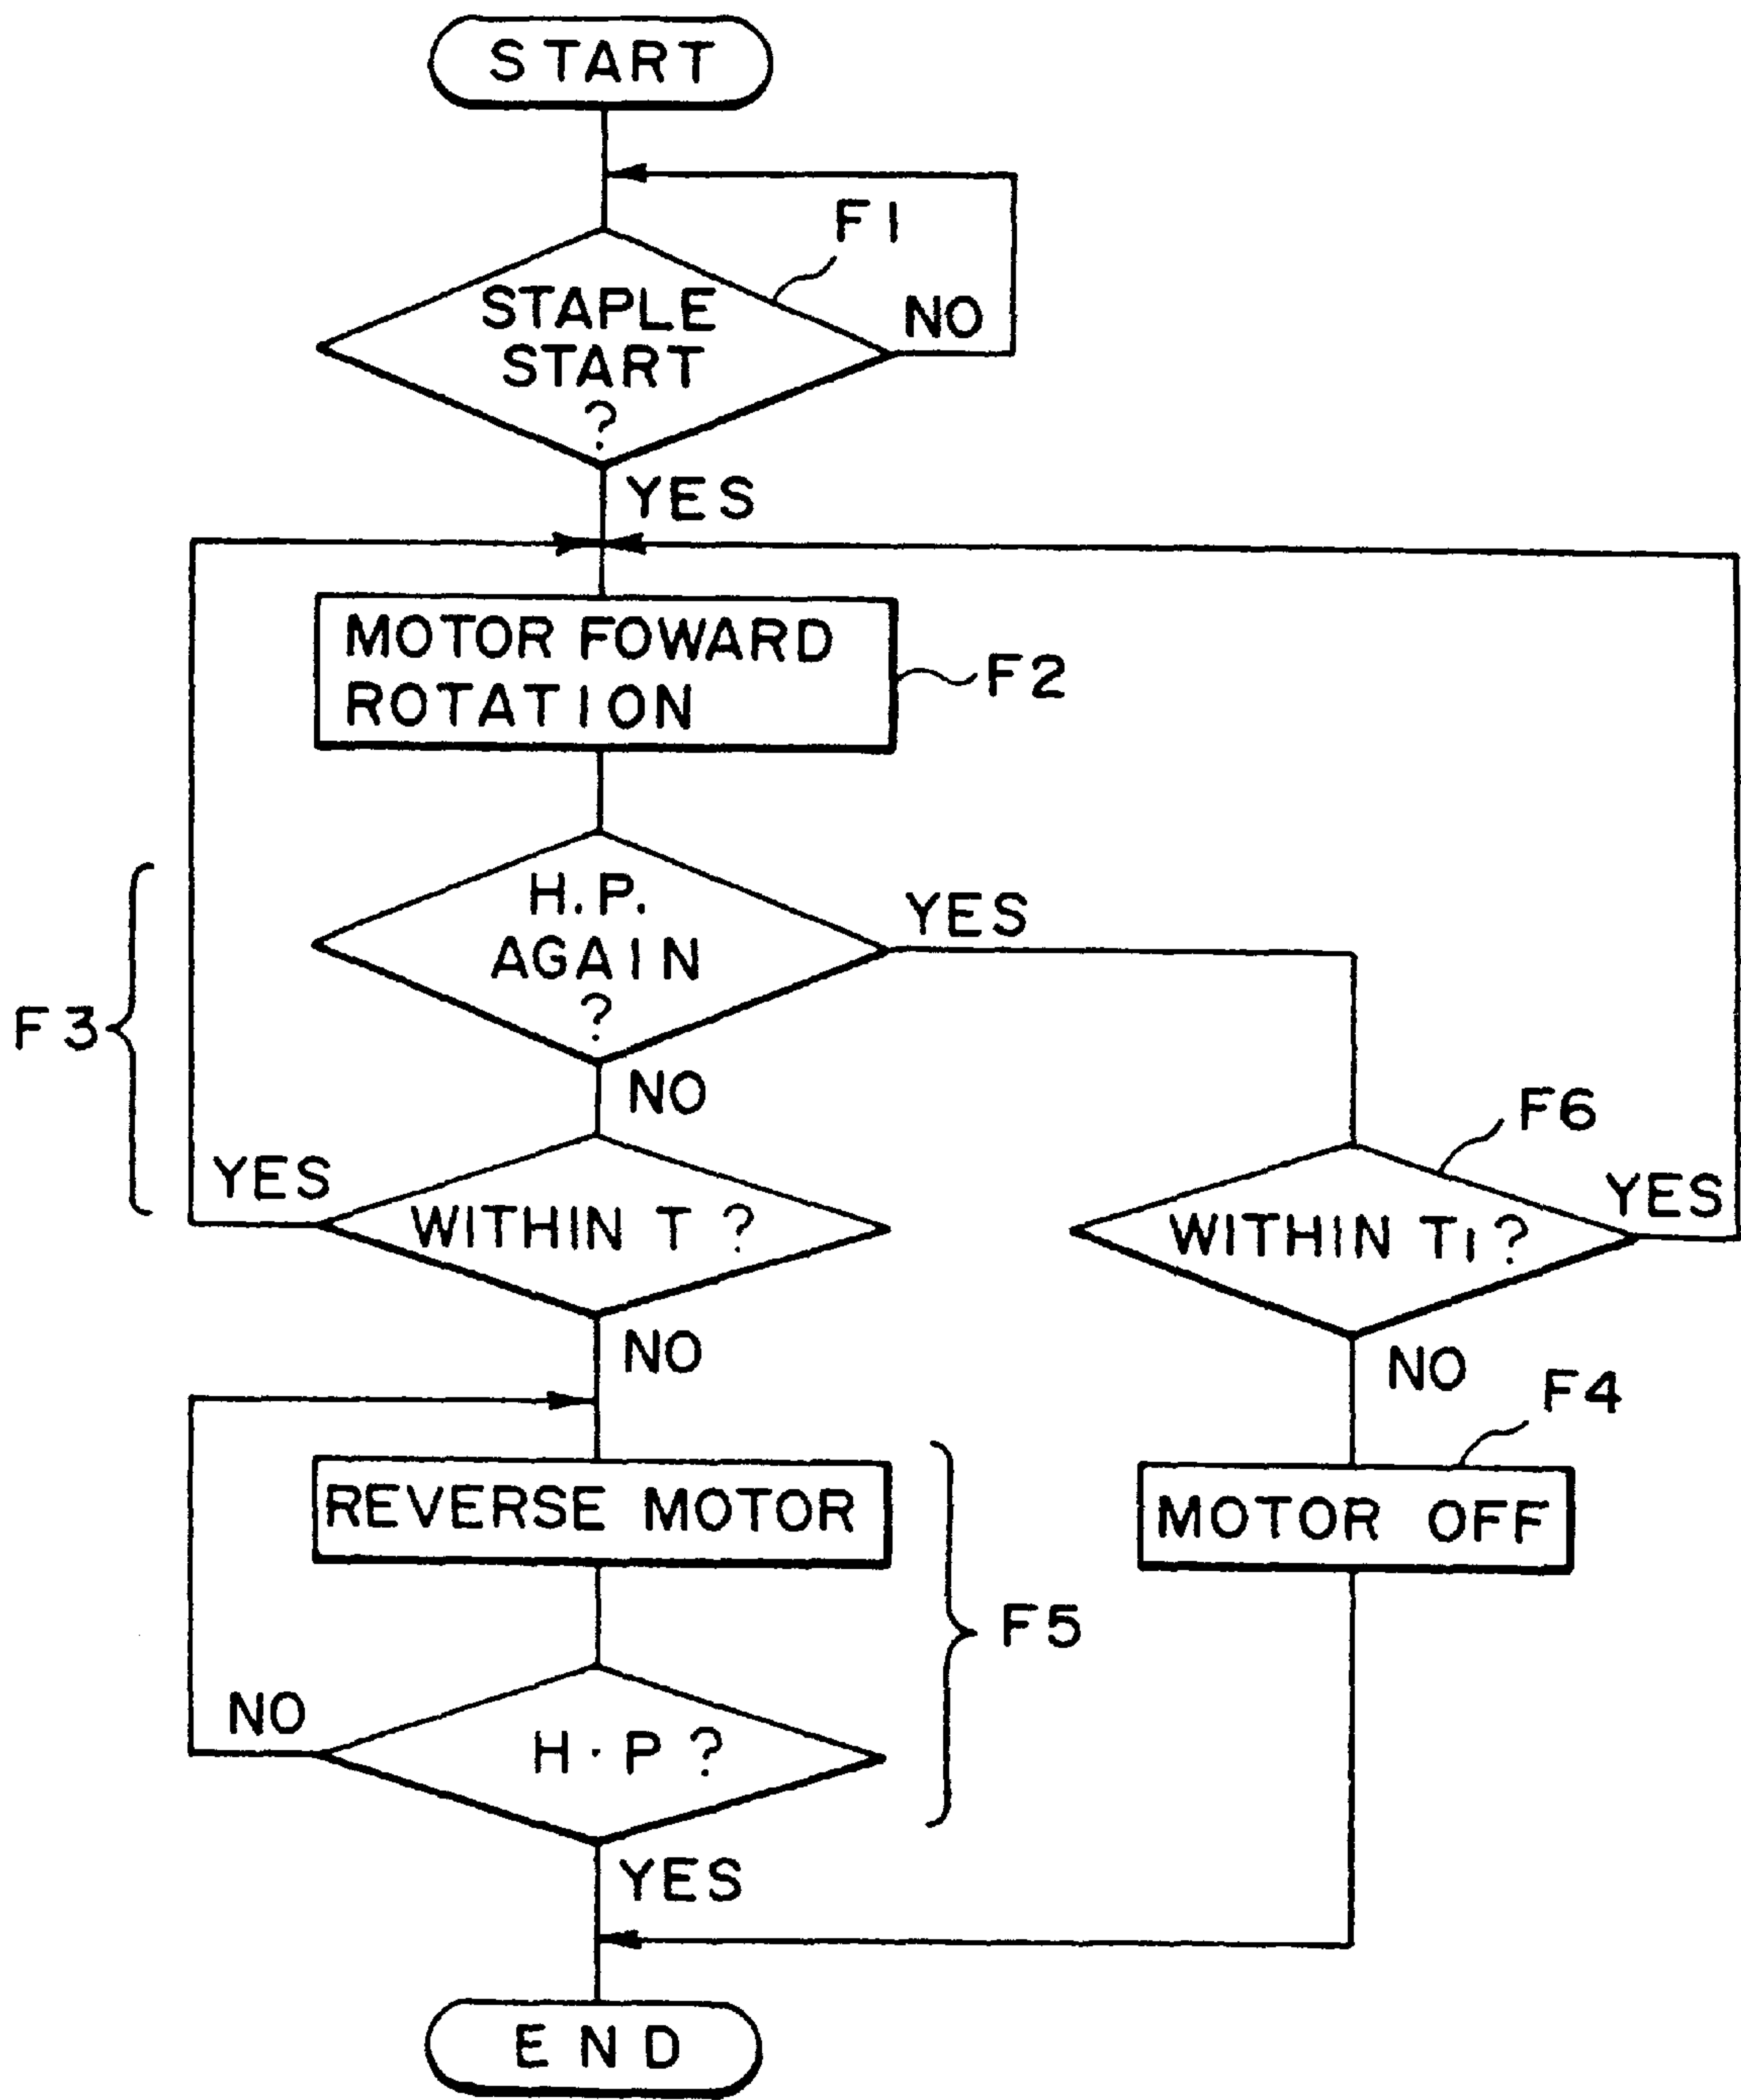 START
F1
STAPLE
START
?
NO
YES
MOTOR FOWARD
ROTATION
F2
H.P.
AGAIN
?
YES
F3
NO
F6
YES
WITHIN T ?
WITHIN T1 ?
YES
NO
NO
F4
REVERSE MOTOR
MOTOR OFF
F5
NO
H·P ?
YES
END